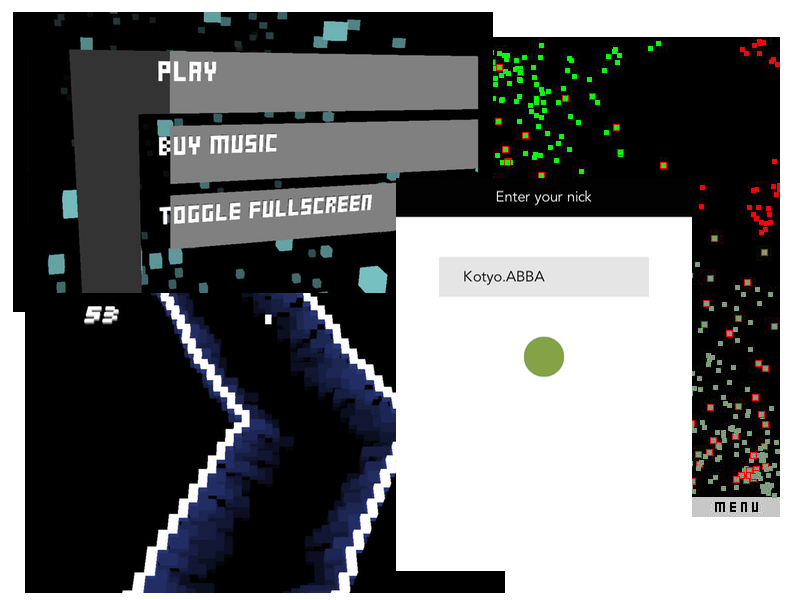 PLAY
BUY MUSIC
TOGGLE FULLSCREEN
Enter your nick
Kotyo.ABBA
53
MENU